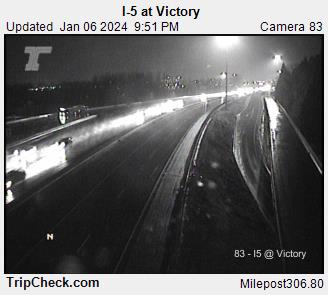 I-5 at Victory
Updated Jan 06 2024 9:51 PM Camera 83
T
N
83 - I5 @ Victory
TripCheck.com Milepost306.80